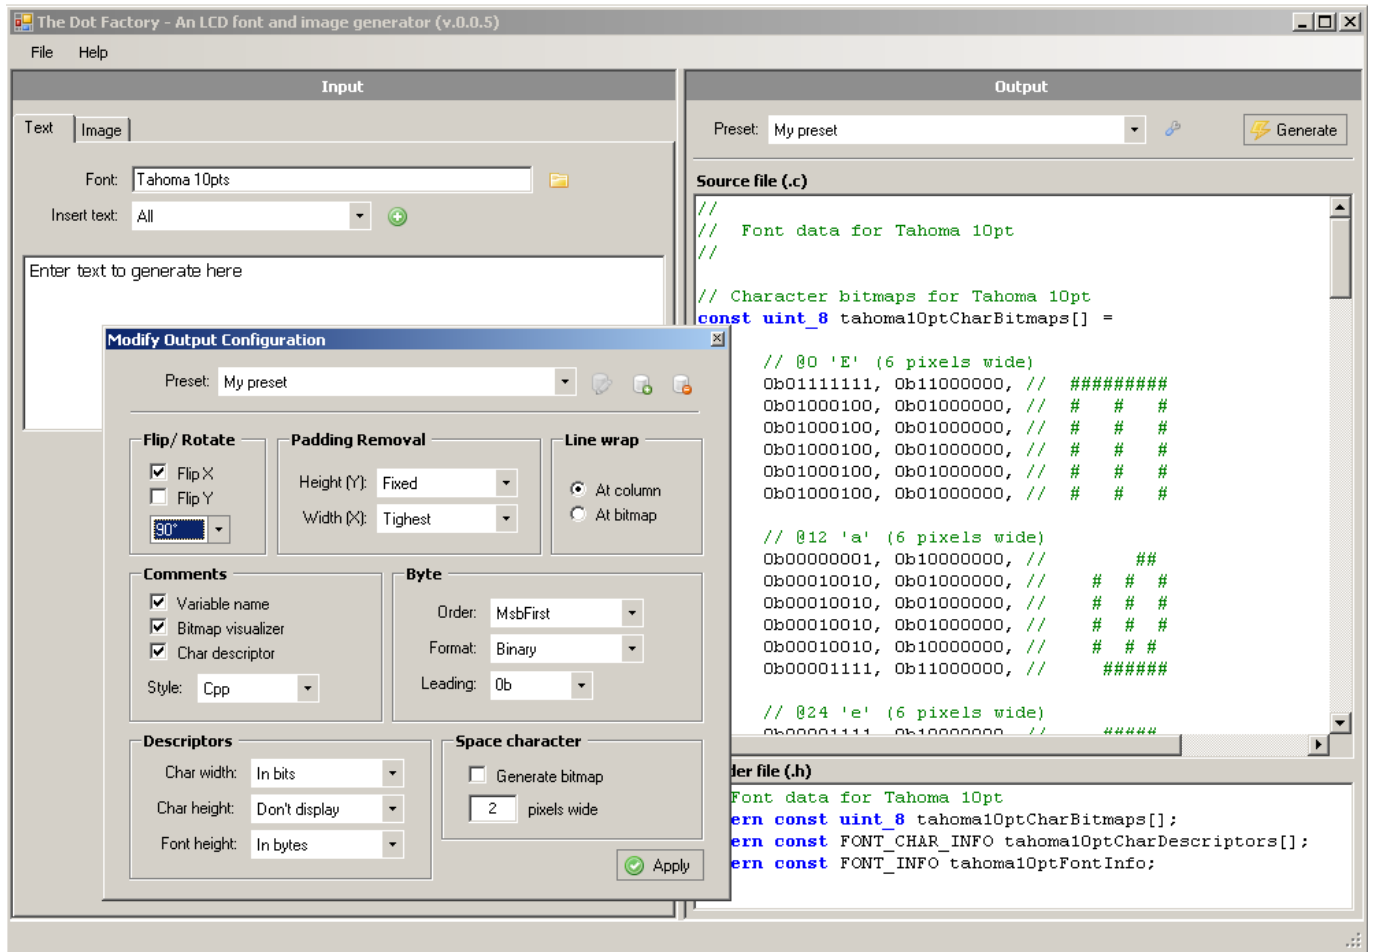 The Dot Factory - An LCD font and image generator (v.0.0.5)
File Help
Input
Text Image
Font: Tahoma 10pts
Insert text: All
Enter text to generate here
Output
Preset: My preset Generate
Source file (.c)
//
// Font data for Tahoma 10pt
//
// Character bitmaps for Tahoma 10pt
const uint_8 tahoma10ptCharBitmaps[] =
// @0 'E' (6 pixels wide)
0b01111111, 0b11000000, // #########
0b01000100, 0b01000000, // #   #   #
0b01000100, 0b01000000, // #   #   #
0b01000100, 0b01000000, // #   #   #
0b01000100, 0b01000000, // #   #   #
0b01000100, 0b01000000, // #   #   #
// @12 'a' (6 pixels wide)
0b00000001, 0b10000000, //       ##
0b00010010, 0b01000000, //   #  #  #
0b00010010, 0b01000000, //   #  #  #
0b00010010, 0b01000000, //   #  #  #
0b00010010, 0b10000000, //   #  # #
0b00001111, 0b11000000, //    ######
// @24 'e' (6 pixels wide)
0b00001111, 0b10000000, //    #####
der file (.h)
Font data for Tahoma 10pt
ern const uint_8 tahoma10ptCharBitmaps[];
ern const FONT_CHAR_INFO tahoma10ptCharDescriptors[];
ern const FONT_INFO tahoma10ptFontInfo;
Modify Output Configuration
Preset: My preset
Flip/ Rotate
Flip X
Flip Y
90°
Padding Removal
Height (Y): Fixed
Width (X): Tighest
Line wrap
At column
At bitmap
Comments
Variable name
Bitmap visualizer
Char descriptor
Style: Cpp
Byte
Order: MsbFirst
Format: Binary
Leading: 0b
Descriptors
Char width: In bits
Char height: Don't display
Font height: In bytes
Space character
Generate bitmap
2 pixels wide
Apply